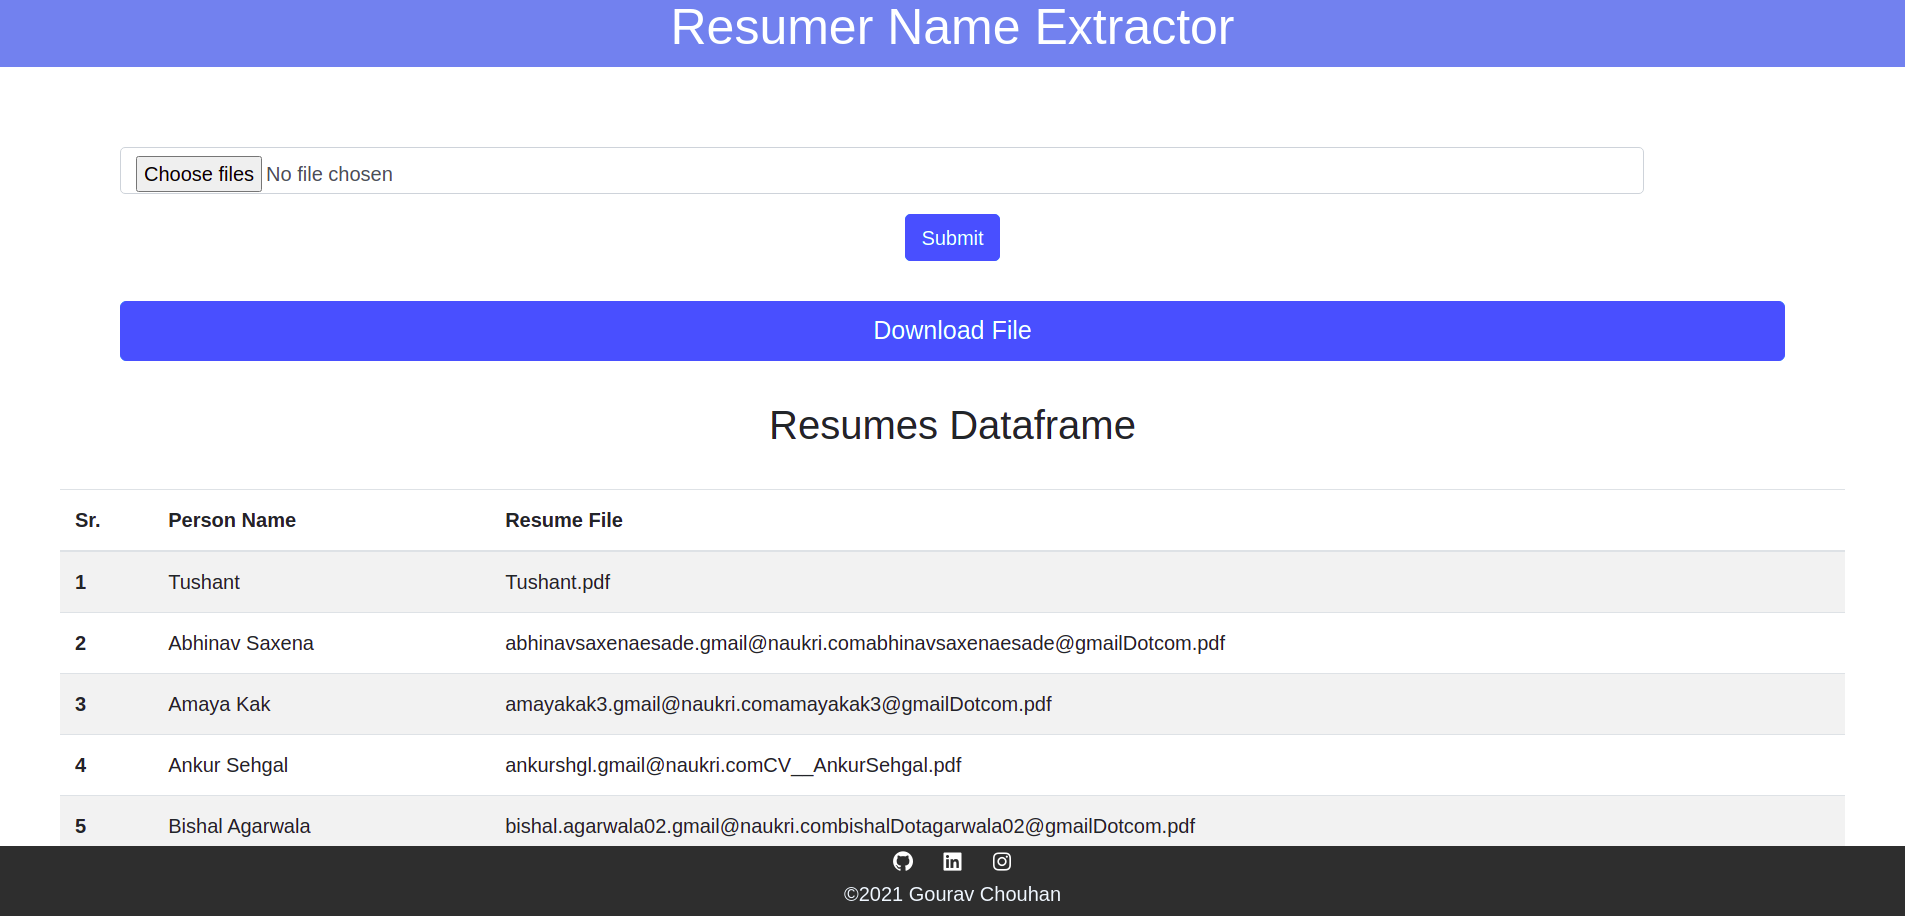 Resumer Name Extractor
Choose files No file chosen
Submit
Download File
Resumes Dataframe
Sr. Person Name Resume File
1 Tushant Tushant.pdf
2 Abhinav Saxena abhinavsaxenaesade.gmail@naukri.comabhinavsaxenaesade@gmailDotcom.pdf
3 Amaya Kak amayakak3.gmail@naukri.comamayakak3@gmailDotcom.pdf
4 Ankur Sehgal ankurshgl.gmail@naukri.comCV__AnkurSehgal.pdf
5 Bishal Agarwala bishal.agarwala02.gmail@naukri.combishalDotagarwala02@gmailDotcom.pdf
©2021 Gourav Chouhan